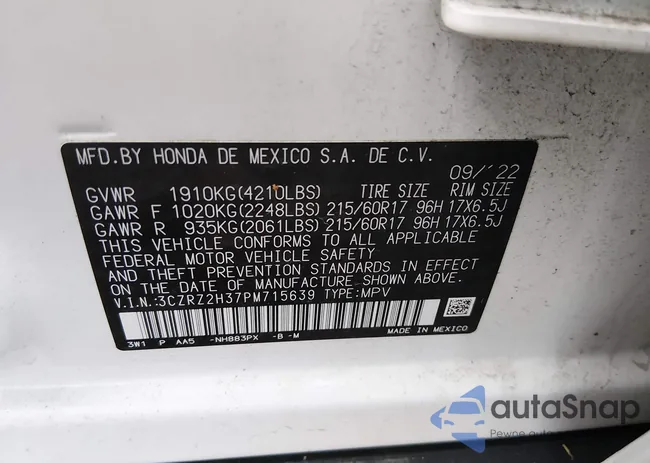 MFD.BY HONDA DE MEXICO S.A. DE C.V.
09/'22
GVWR 1910KG(4210LBS) TIRE SIZE RIM SIZE
GAWR F 1020KG(2248LBS) 215/60R17 96H 17X6.5J
GAWR R 935KG(2061LBS) 215/60R17 96H 17X6.5J
THIS VEHICLE CONFORMS TO ALL APPLICABLE
FEDERAL MOTOR VEHICLE SAFETY
AND THEFT PREVENTION STANDARDS IN EFFECT
ON THE DATE OF MANUFACTURE SHOWN ABOVE.
V.I.N:3CZRZ2H37PM715639 TYPE:MPV
3W1 P AA5 -NH883PX -B -M MADE IN MEXICO
autaSnap
Pewne auta